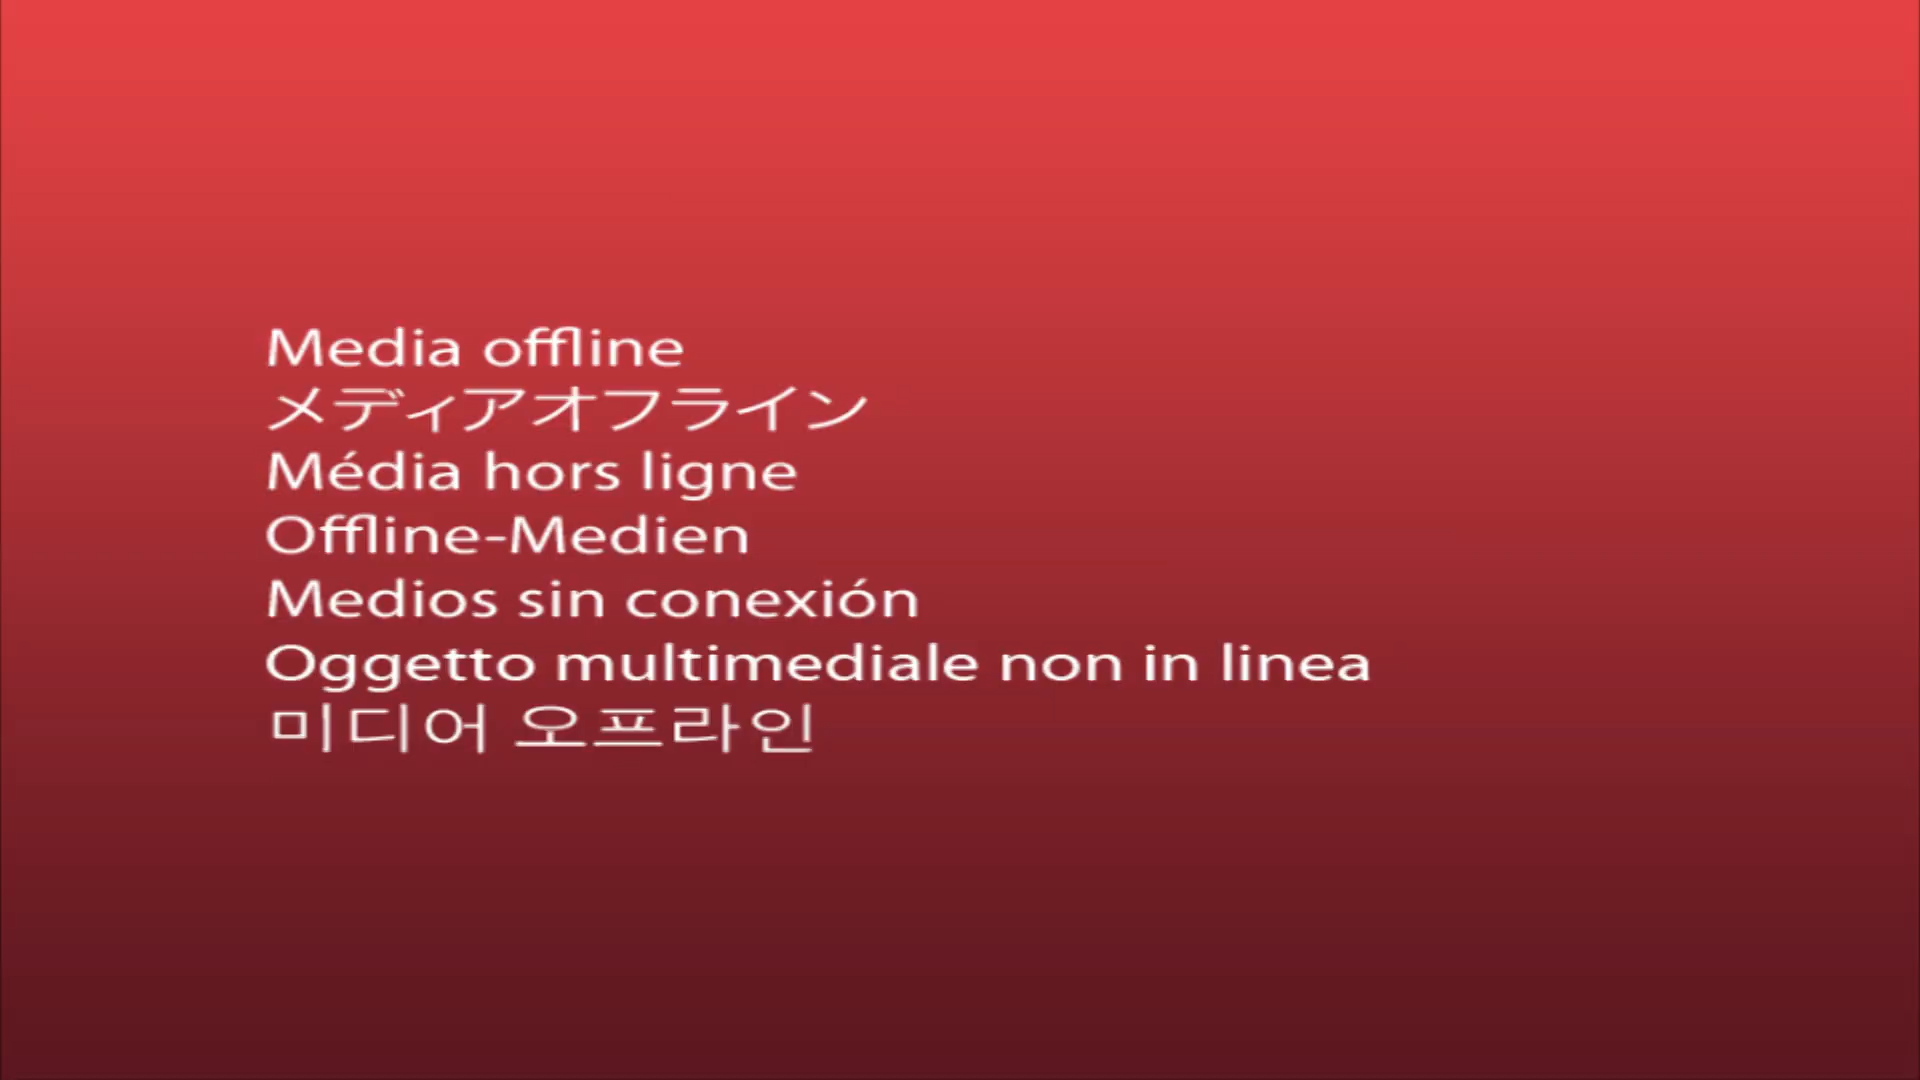 Media offline
メディアオフライン
Média hors ligne
Offline-Medien
Medios sin conexión
Oggetto multimediale non in linea
미디어 오프라인